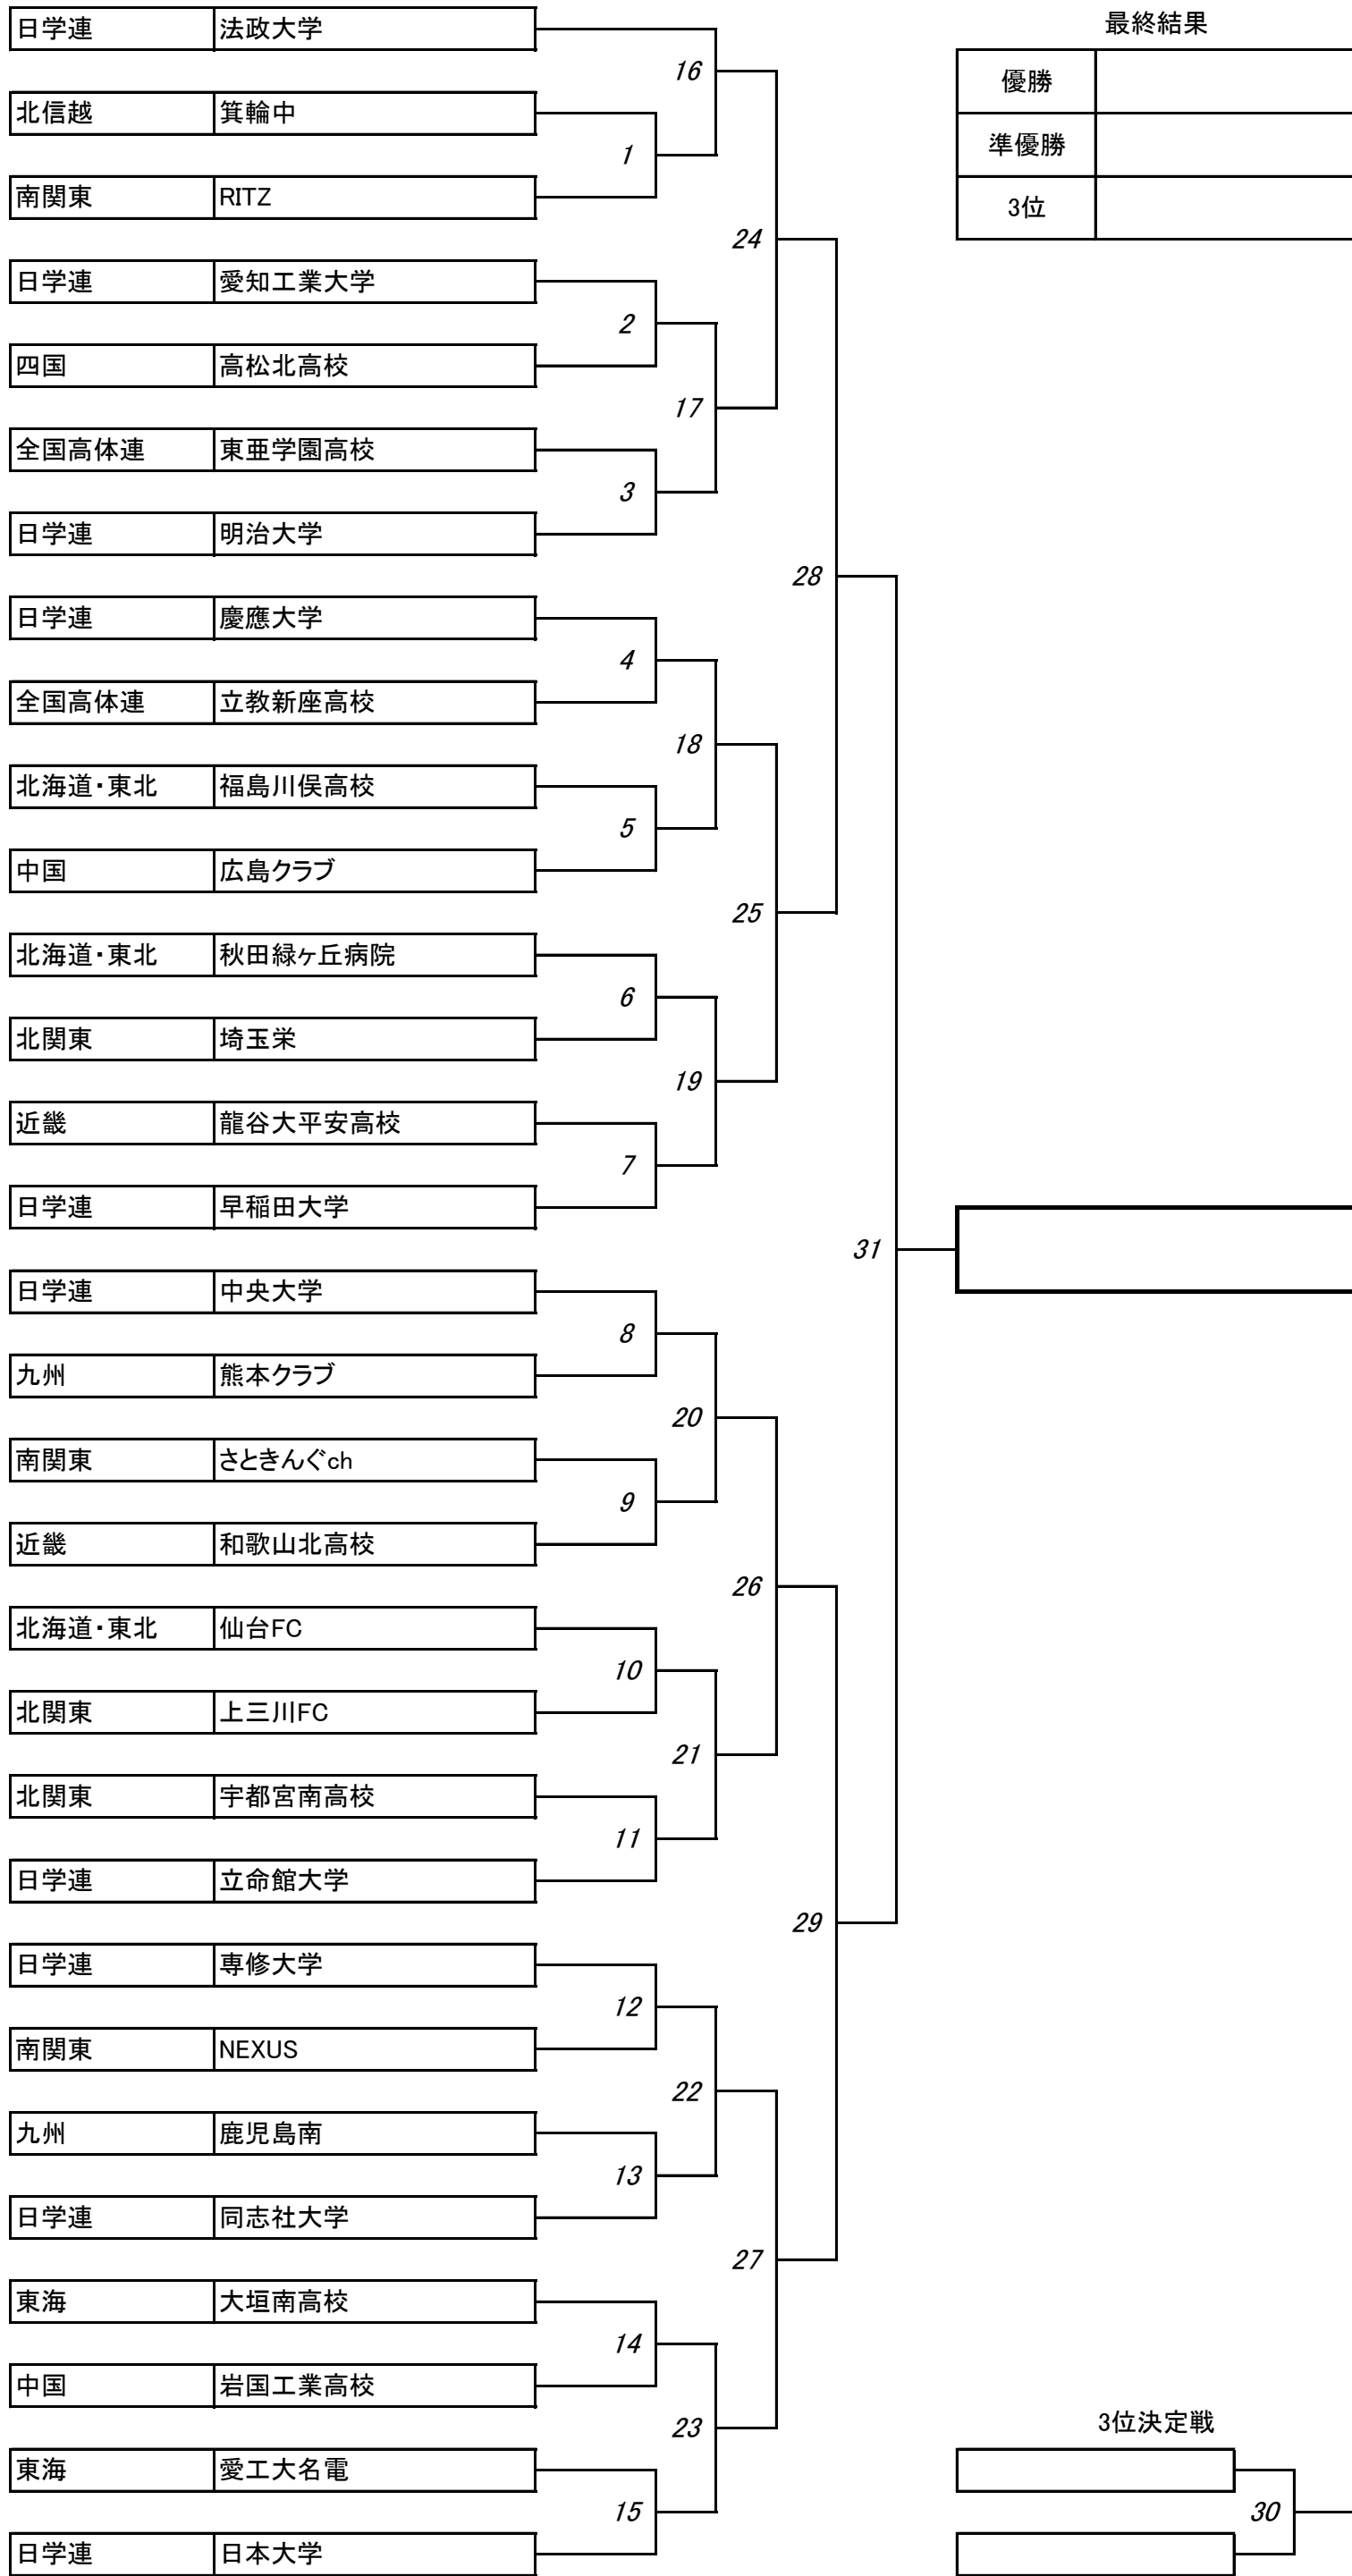 日学連 法政大学
最終結果
16
優勝
北信越 箕輪中
1
準優勝
南関東 RITZ
3位
24
日学連 愛知工業大学
2
四国 高松北高校
17
全国高体連 東亜学園高校
3
日学連 明治大学
28
日学連 慶應大学
4
全国高体連 立教新座高校
18
北海道・東北 福島川俣高校
5
中国 広島クラブ
25
北海道・東北 秋田緑ヶ丘病院
6
北関東 埼玉栄
19
近畿 龍谷大平安高校
7
日学連 早稲田大学
31
日学連 中央大学
8
九州 熊本クラブ
20
南関東 さときんぐch
9
近畿 和歌山北高校
26
北海道・東北 仙台FC
10
北関東 上三川FC
21
北関東 宇都宮南高校
11
日学連 立命館大学
29
日学連 専修大学
12
南関東 NEXUS
22
九州 鹿児島南
13
日学連 同志社大学
27
東海 大垣南高校
14
中国 岩国工業高校
23
3位決定戦
東海 愛工大名電
15
30
日学連 日本大学